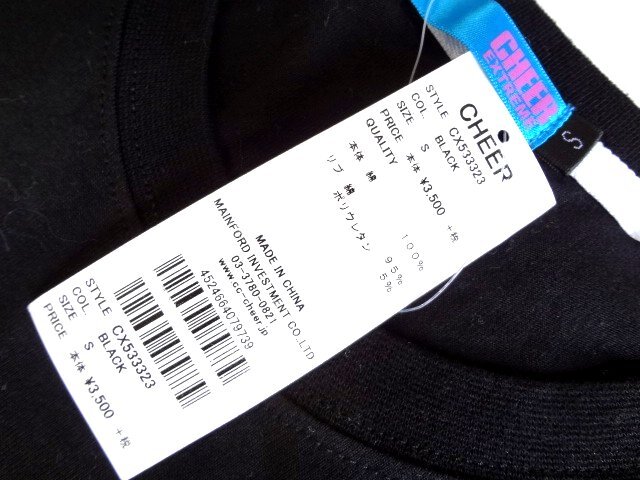 CHEER
EXTREME
S
CHEER
STYLE CX533323
COL. BLACK
SIZE S
PRICE 本体 ¥3,500 +税
QUALITY
本体 綿 100%
リブ 綿 95%
ポリウレタン 5%
MADE IN CHINA
MAINFORD INVESTMENT CO.,LTD
03-3780-0821
www.cc-cheer.jp
4524664079739
STYLE CX533323
COL. BLACK
SIZE S
PRICE 本体 ¥3,500 +税